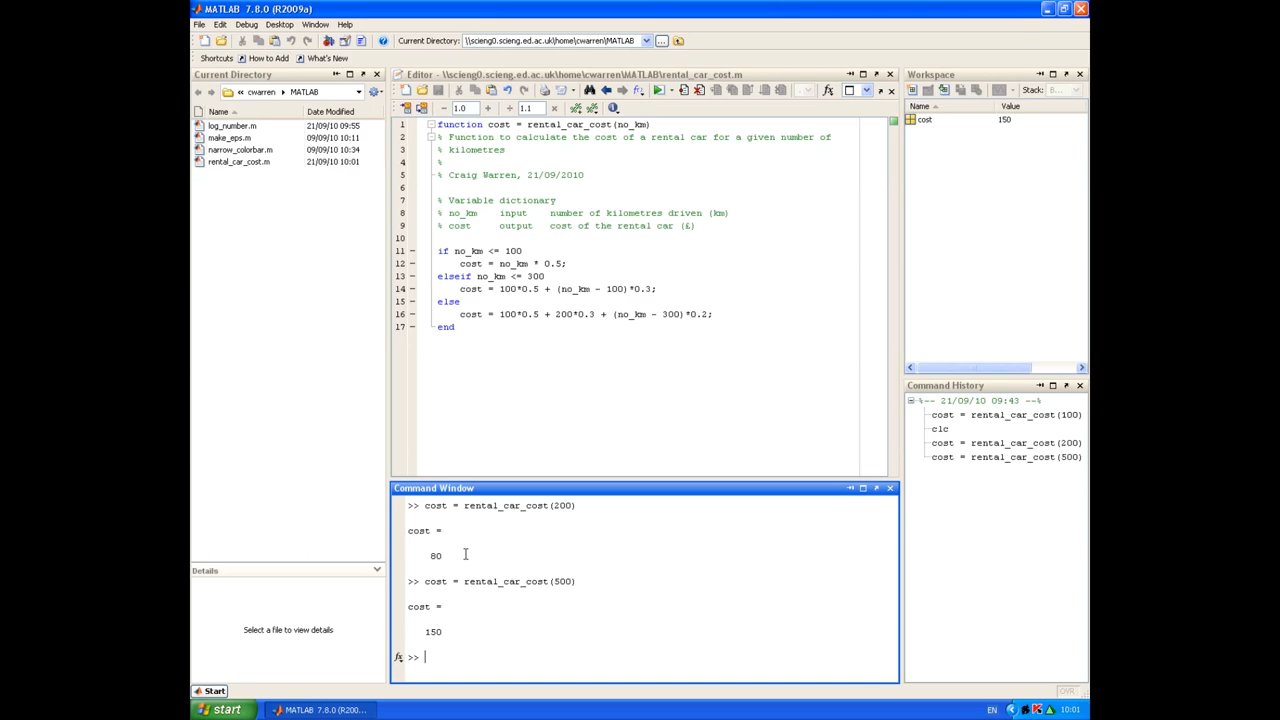 MATLAB 7.8.0 (R2009a)
File Edit Debug Desktop Window Help
Current Directory: \\scieng0.scieng.ed.ac.uk\home\cwarren\MATLAB
Shortcuts How to Add What's New
Current Directory
« cwarren ▸ MATLAB
Name Date Modified
log_number.m 21/09/10 09:55
make_eps.m 09/09/10 10:11
narrow_colorbar.m 09/09/10 10:34
rental_car_cost.m 21/09/10 10:01
Details
Select a file to view details
Editor - \\scieng0.scieng.ed.ac.uk\home\cwarren\MATLAB\rental_car_cost.m
Stack: B...
1.0 1.1
1 function cost = rental_car_cost(no_km)
2 % Function to calculate the cost of a rental car for a given number of
3 % kilometres
4 %
5 % Craig Warren, 21/09/2010
6
7 % Variable dictionary
8 % no_km input number of kilometres driven (km)
9 % cost output cost of the rental car (£)
10
11 if no_km <= 100
12 cost = no_km * 0.5;
13 elseif no_km <= 300
14 cost = 100*0.5 + (no_km - 100)*0.3;
15 else
16 cost = 100*0.5 + 200*0.3 + (no_km - 300)*0.2;
17 end
Command Window
>> cost = rental_car_cost(200)
cost =
80
>> cost = rental_car_cost(500)
cost =
150
fx >>
Workspace
Name Value
cost 150
Command History
%-- 21/09/10 09:43 --%
cost = rental_car_cost(100)
clc
cost = rental_car_cost(200)
cost = rental_car_cost(500)
Start
OVR
start MATLAB 7.8.0 (R200... EN 10:01